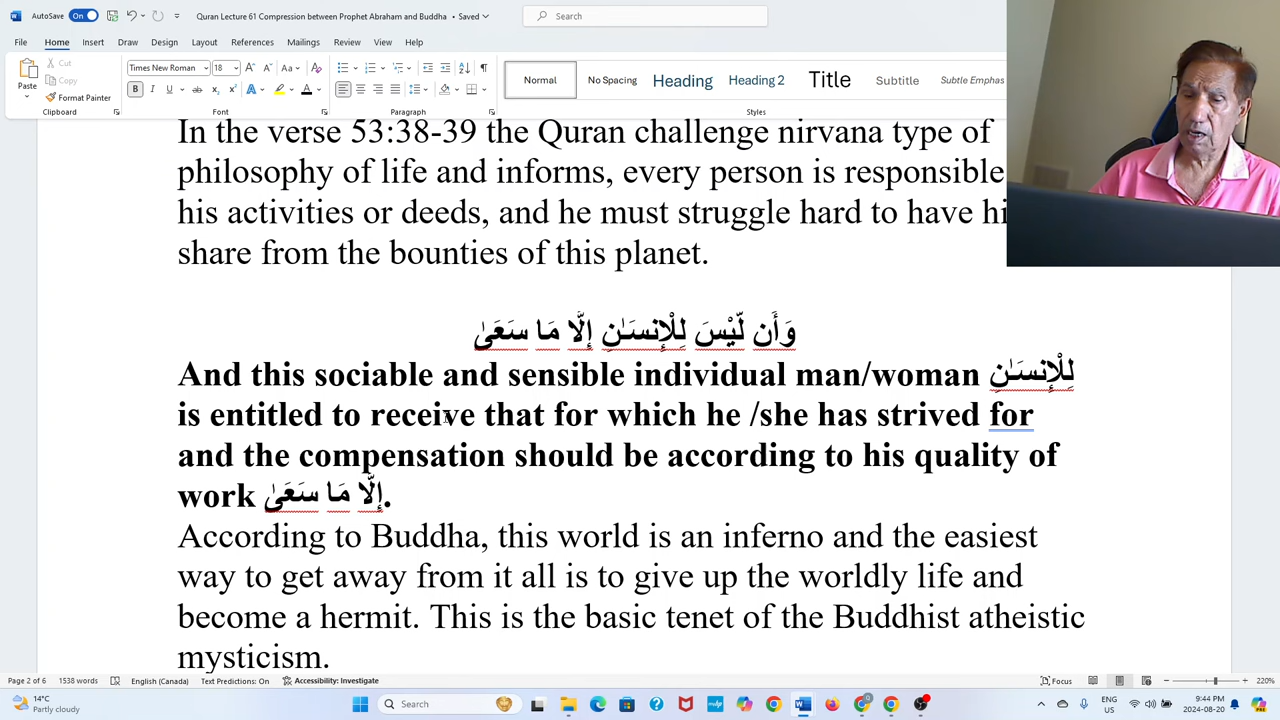 AutoSave On Quran Lecture 61 Compression between Prophet Abraham and Buddha • Saved Search
File Home Insert Draw Design Layout References Mailings Review View Help
Paste Cut Copy Format Painter Times New Roman 18 Normal No Spacing Heading Heading 2 Title Subtitle Subtle Emphas
Clipboard Font Paragraph Styles
In the verse 53:38-39 the Quran challenge nirvana type of
philosophy of life and informs, every person is responsible
his activities or deeds, and he must struggle hard to have hi
share from the bounties of this planet.
وَأَن لَّيْسَ لِلْإِنسَـٰنِ إِلَّا مَا سَعَىٰ
And this sociable and sensible individual man/woman لِلْإِنسَـٰنِ
is entitled to receive that for which he /she has strived for
and the compensation should be according to his quality of
work إِلَّا مَا سَعَىٰ.
According to Buddha, this world is an inferno and the easiest
way to get away from it all is to give up the worldly life and
become a hermit. This is the basic tenet of the Buddhist atheistic
mysticism.
Page 2 of 6 1538 words English (Canada) Text Predictions: On Accessibility: Investigate Focus 220%
14°C
Partly cloudy
Search
ENG
US
9:44 PM
2024-08-20